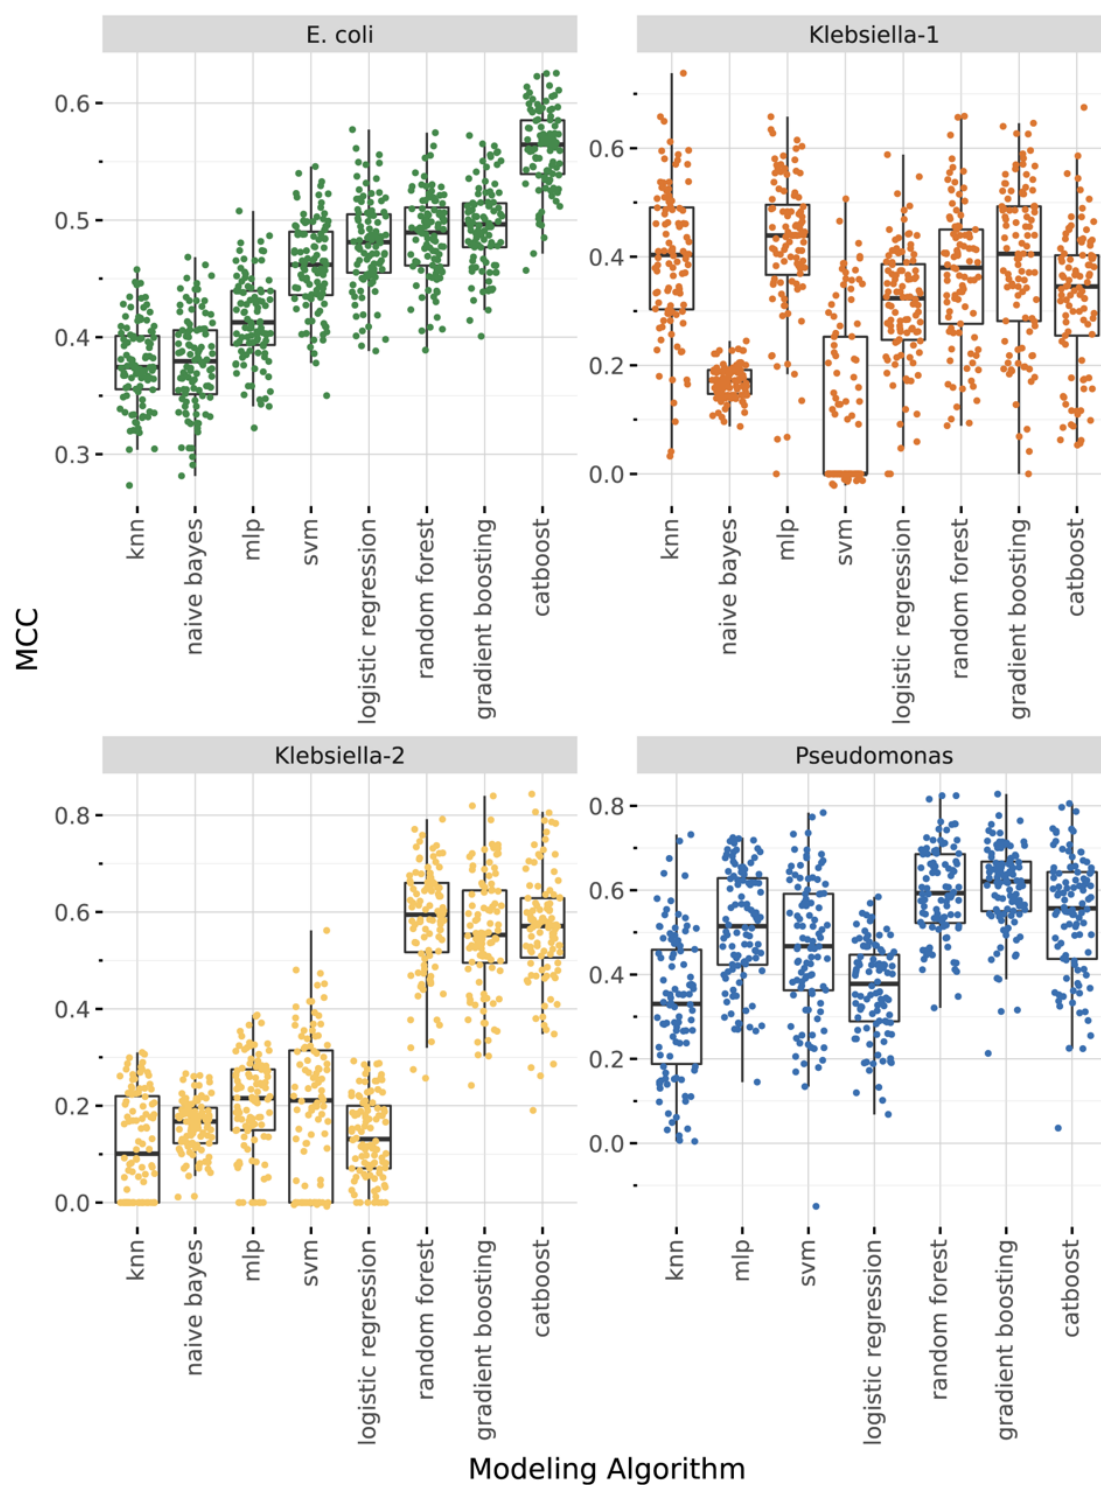 E. coli
Klebsiella-1
0.6
0.5
0.4
0.3
0.6
0.4
0.2
0.0
knn
naive bayes
mlp
svm
logistic regression
random forest
gradient boosting
catboost
knn
naive bayes
mlp
svm
logistic regression
random forest
gradient boosting
catboost
MCC
Klebsiella-2
Pseudomonas
0.8
0.6
0.4
0.2
0.0
0.8
0.6
0.4
0.2
0.0
knn
naive bayes
mlp
svm
logistic regression
random forest
gradient boosting
catboost
knn
mlp
svm
logistic regression
random forest
gradient boosting
catboost
Modeling Algorithm